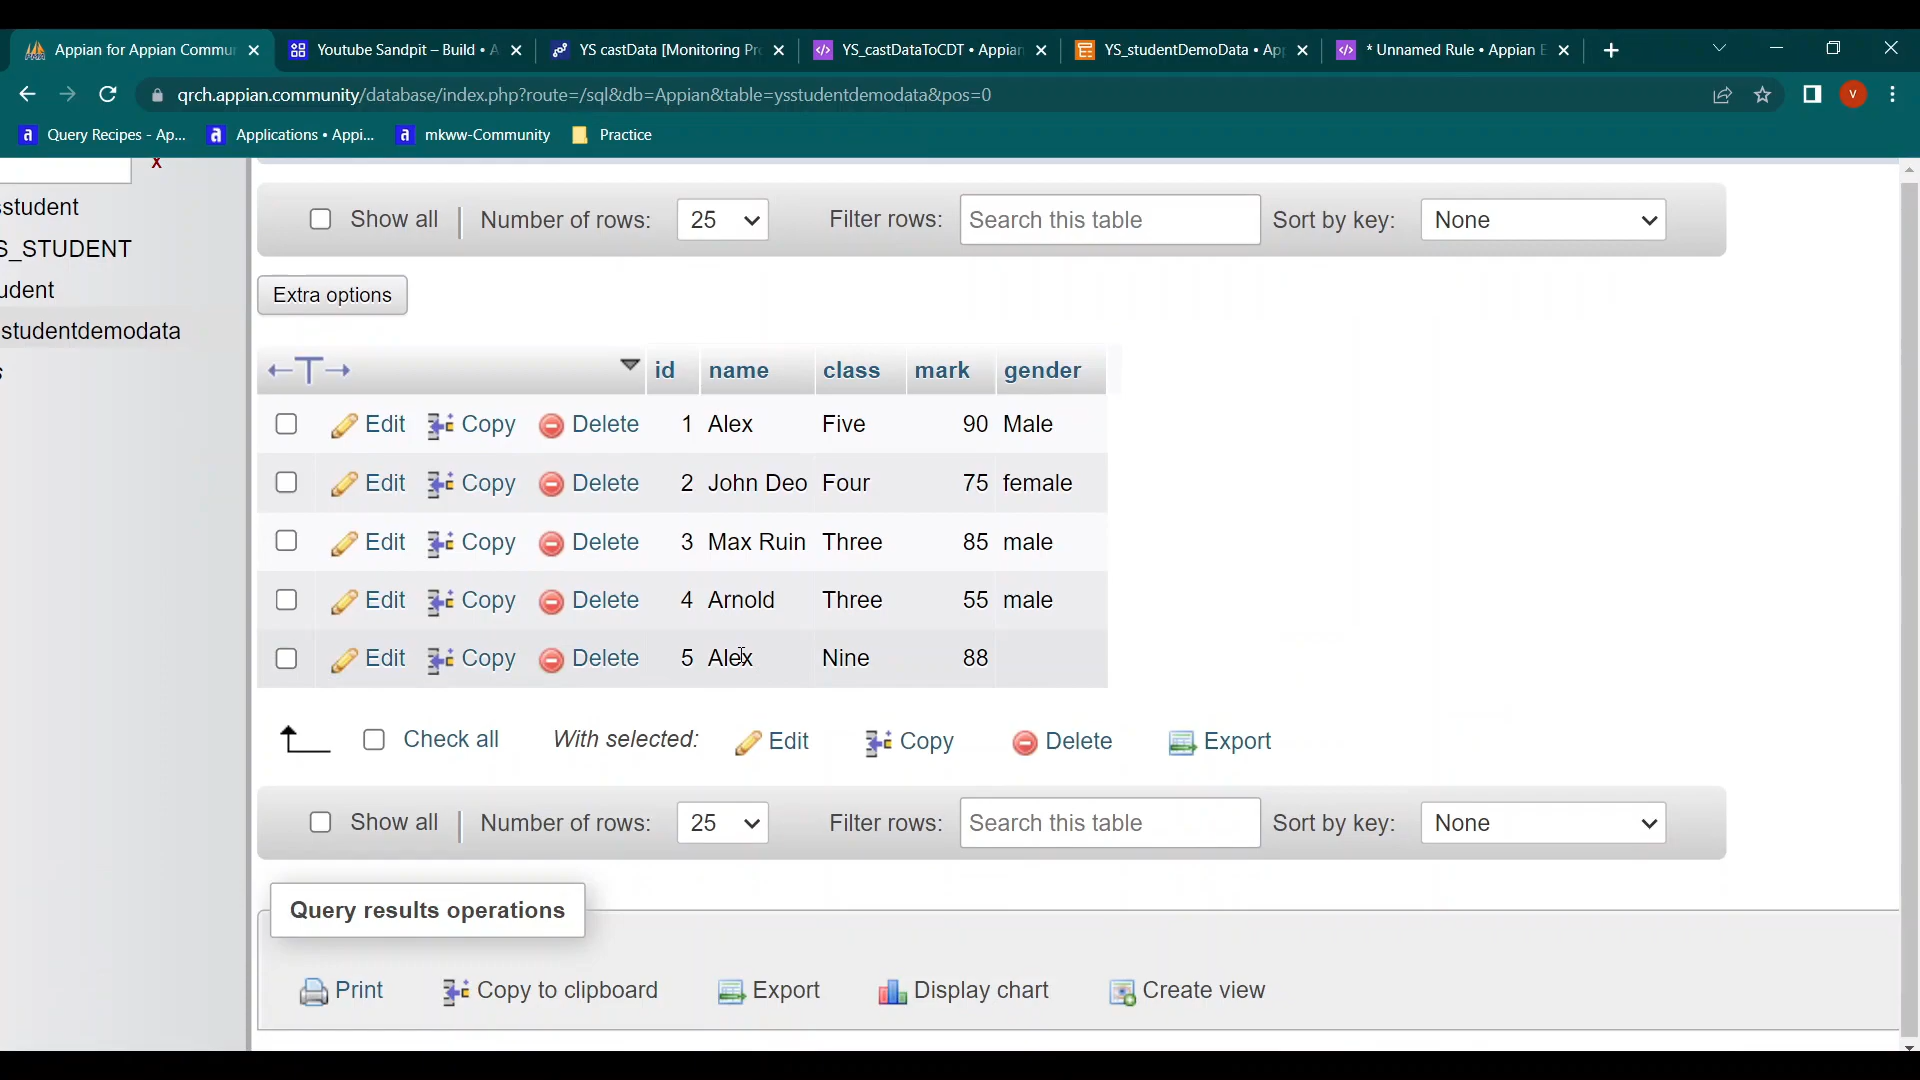 Appian for Appian Commu
Youtube Sandpit – Build • A
YS castData [Monitoring Pr
YS_castDataToCDT • Appian
YS_studentDemoData • App
* Unnamed Rule • Appian E
qrch.appian.community/database/index.php?route=/sql&db=Appian&table=ysstudentdemodata&pos=0
V
Query Recipes - Ap...
Applications • Appi...
mkww-Community
Practice
X
sstudent
S_STUDENT
udent
studentdemodata
s
Show all
Number of rows: 25
Filter rows: Search this table
Sort by key: None
Extra options
id name class mark gender
Edit Copy Delete 1 Alex Five 90 Male
Edit Copy Delete 2 John Deo Four 75 female
Edit Copy Delete 3 Max Ruin Three 85 male
Edit Copy Delete 4 Arnold Three 55 male
Edit Copy Delete 5 Alex Nine 88
Check all With selected: Edit Copy Delete Export
Show all
Number of rows: 25
Filter rows: Search this table
Sort by key: None
Query results operations
Print Copy to clipboard Export Display chart Create view